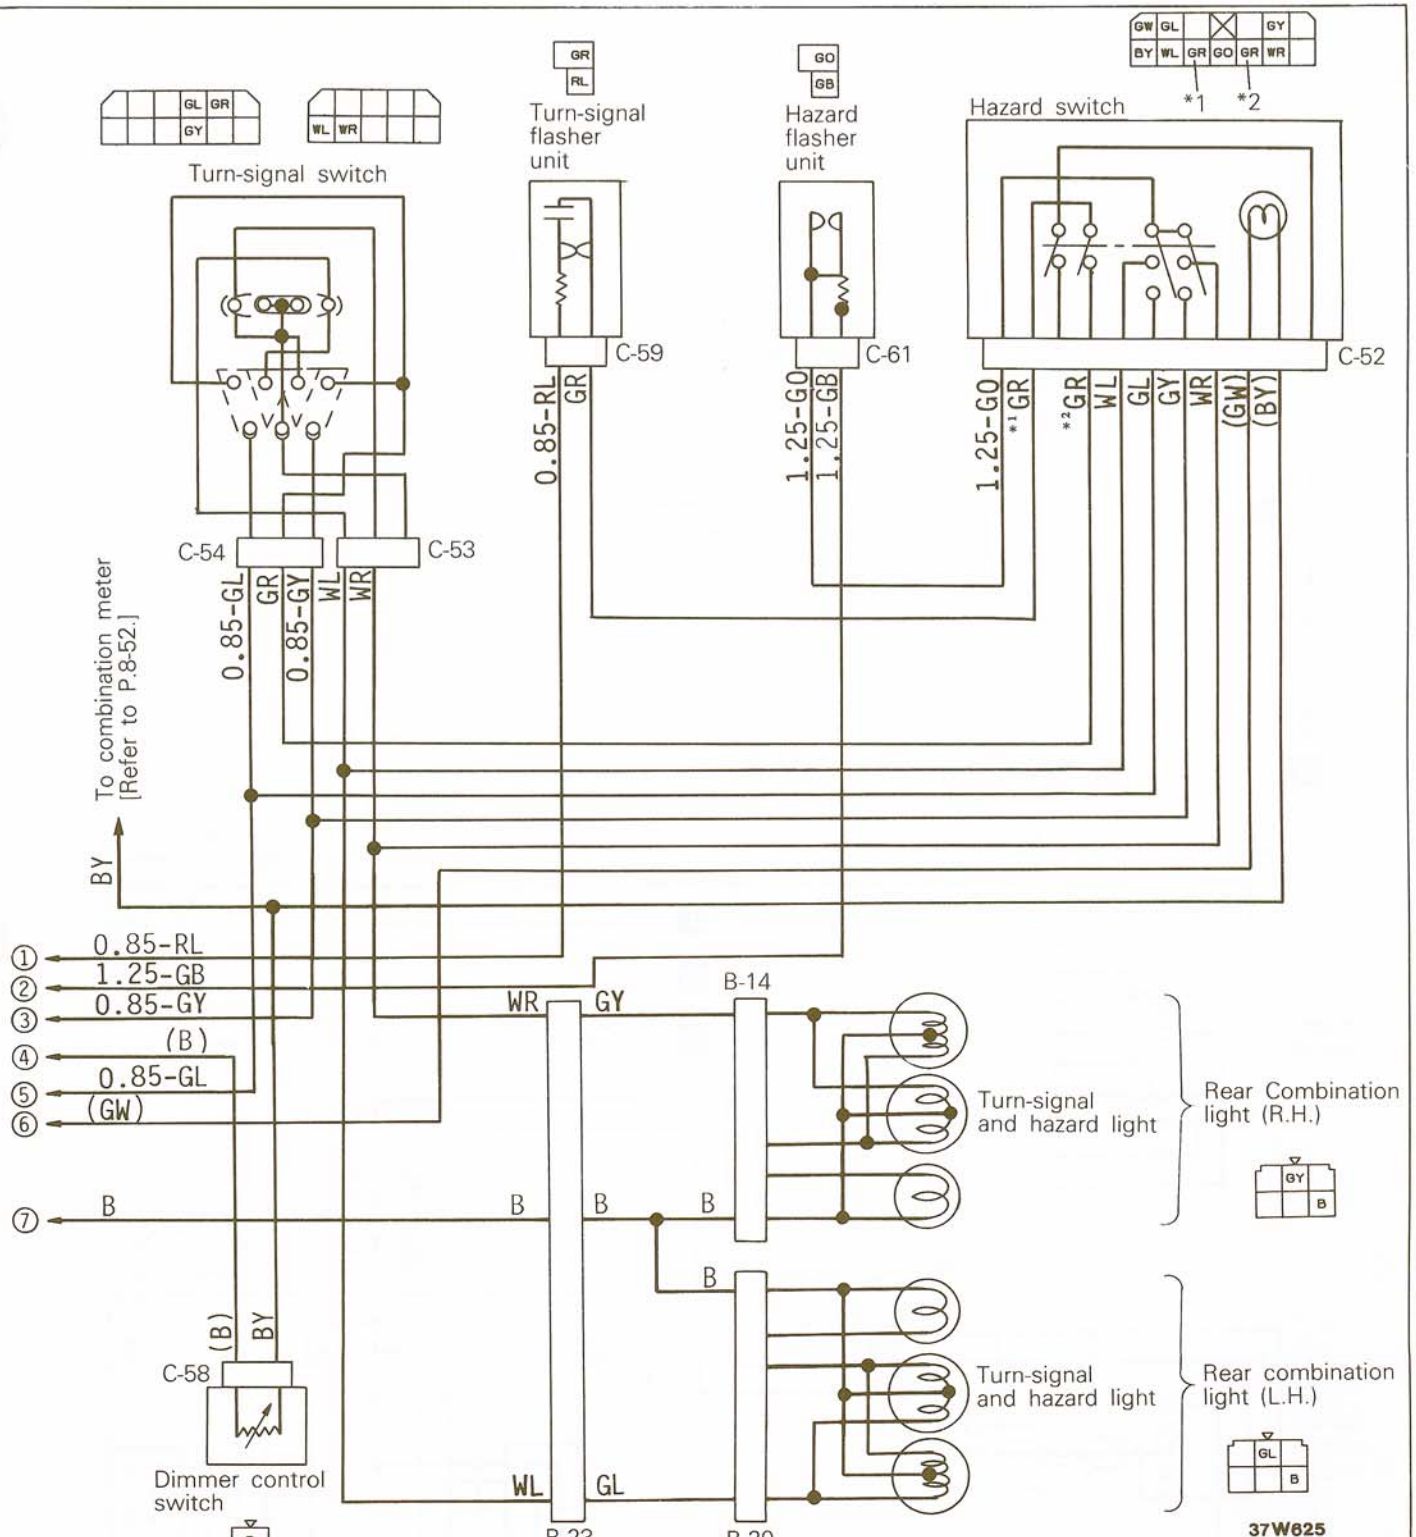 GW GL GY
BY WL GR GO GR WR
*1 *2
GR
RL
GO
GB
GL GR
GY
WL WR
Turn-signal
flasher
unit
Hazard
flasher
unit
Hazard switch
Turn-signal switch
C-59
C-61
C-52
0.85-RL
GR
1.25-GO
1.25-GB
1.25-GO
*1 GR
*2 GR
WL
GL
GY
WR
(GW)
(BY)
C-54
C-53
0.85-GL
GR
0.85-GY
WL
WR
To combination meter
[Refer to P.8-52.]
BY
① 0.85-RL
② 1.25-GB
③ 0.85-GY
④ (B)
⑤ 0.85-GL
⑥ (GW)
⑦ B
WR GY
B-14
Turn-signal
and hazard light
Rear Combination
light (R.H.)
GY
B
B B B
B
(B)
BY
C-58
Dimmer control
switch
Turn-signal
and hazard light
Rear combination
light (L.H.)
GL
B
WL GL
37W625